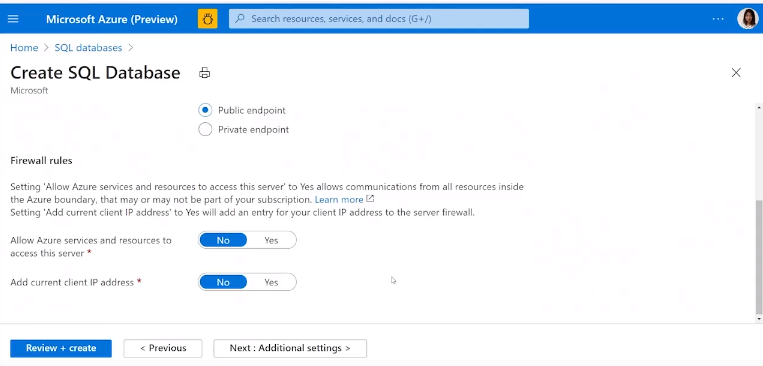 Microsoft Azure (Preview)
Search resources, services, and docs (G+/)
Home > SQL databases >
Create SQL Database
Microsoft
Public endpoint
Private endpoint
Firewall rules
Setting 'Allow Azure services and resources to access this server' to Yes allows communications from all resources inside
the Azure boundary, that may or may not be part of your subscription. Learn more
Setting 'Add current client IP address' to Yes will add an entry for your client IP address to the server firewall.
Allow Azure services and resources to
access this server *
No Yes
Add current client IP address *
No Yes
Review + create
< Previous
Next : Additional settings >